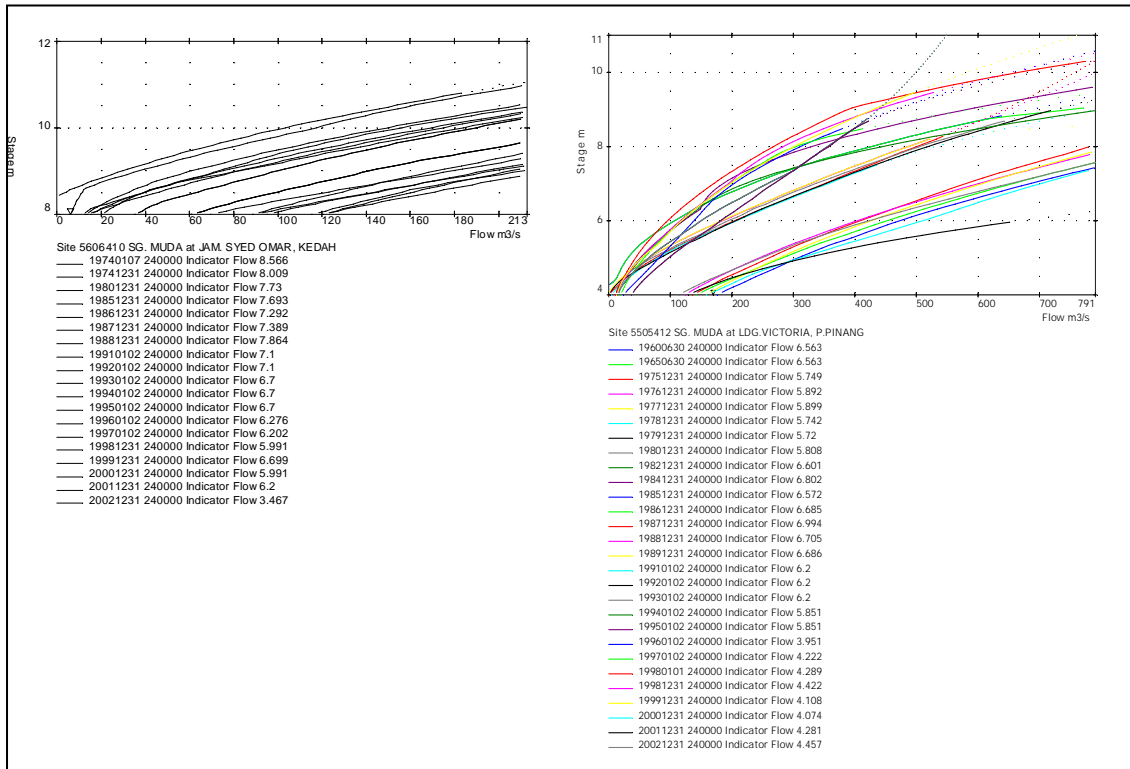 12
Stage m
10
8
0 20 40 60 80 100 120 140 160 180 213
Flow m3/s
Site 5606410 SG. MUDA at JAM. SYED OMAR, KEDAH
19740107 240000 Indicator Flow 8.566
19741231 240000 Indicator Flow 8.009
19801231 240000 Indicator Flow 7.73
19851231 240000 Indicator Flow 7.693
19861231 240000 Indicator Flow 7.292
19871231 240000 Indicator Flow 7.389
19881231 240000 Indicator Flow 7.864
19910102 240000 Indicator Flow 7.1
19920102 240000 Indicator Flow 7.1
19930102 240000 Indicator Flow 6.7
19940102 240000 Indicator Flow 6.7
19950102 240000 Indicator Flow 6.7
19960102 240000 Indicator Flow 6.276
19970102 240000 Indicator Flow 6.202
19981231 240000 Indicator Flow 5.991
19991231 240000 Indicator Flow 6.699
20001231 240000 Indicator Flow 5.991
20011231 240000 Indicator Flow 6.2
20021231 240000 Indicator Flow 3.467
11
10
Stage m
8
6
4
0 100 200 300 400 500 600 700 791
Flow m3/s
Site 5505412 SG. MUDA at LDG.VICTORIA, P.PINANG
19600630 240000 Indicator Flow 6.563
19650630 240000 Indicator Flow 6.563
19751231 240000 Indicator Flow 5.749
19761231 240000 Indicator Flow 5.892
19771231 240000 Indicator Flow 5.899
19781231 240000 Indicator Flow 5.742
19791231 240000 Indicator Flow 5.72
19801231 240000 Indicator Flow 5.808
19821231 240000 Indicator Flow 6.601
19841231 240000 Indicator Flow 6.802
19851231 240000 Indicator Flow 6.572
19861231 240000 Indicator Flow 6.685
19871231 240000 Indicator Flow 6.994
19881231 240000 Indicator Flow 6.705
19891231 240000 Indicator Flow 6.686
19910102 240000 Indicator Flow 6.2
19920102 240000 Indicator Flow 6.2
19930102 240000 Indicator Flow 6.2
19940102 240000 Indicator Flow 5.851
19950102 240000 Indicator Flow 5.851
19960102 240000 Indicator Flow 3.951
19970102 240000 Indicator Flow 4.222
19980101 240000 Indicator Flow 4.289
19981231 240000 Indicator Flow 4.422
19991231 240000 Indicator Flow 4.108
20001231 240000 Indicator Flow 4.074
20011231 240000 Indicator Flow 4.281
20021231 240000 Indicator Flow 4.457